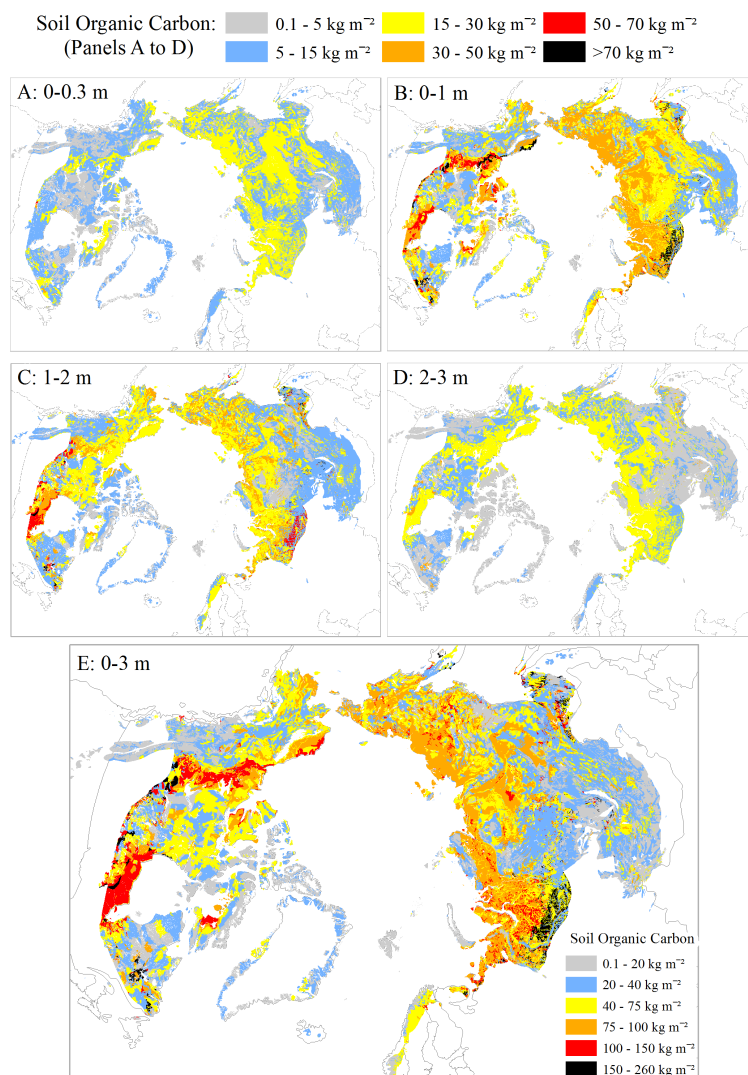 Soil Organic Carbon:
(Panels A to D)
0.1 - 5 kg m⁻²
15 - 30 kg m⁻²
50 - 70 kg m⁻²
5 - 15 kg m⁻²
30 - 50 kg m⁻²
>70 kg m⁻²
A: 0-0.3 m
B: 0-1 m
C: 1-2 m
D: 2-3 m
E: 0-3 m
Soil Organic Carbon
0.1 - 20 kg m⁻²
20 - 40 kg m⁻²
40 - 75 kg m⁻²
75 - 100 kg m⁻²
100 - 150 kg m⁻²
150 - 260 kg m⁻²